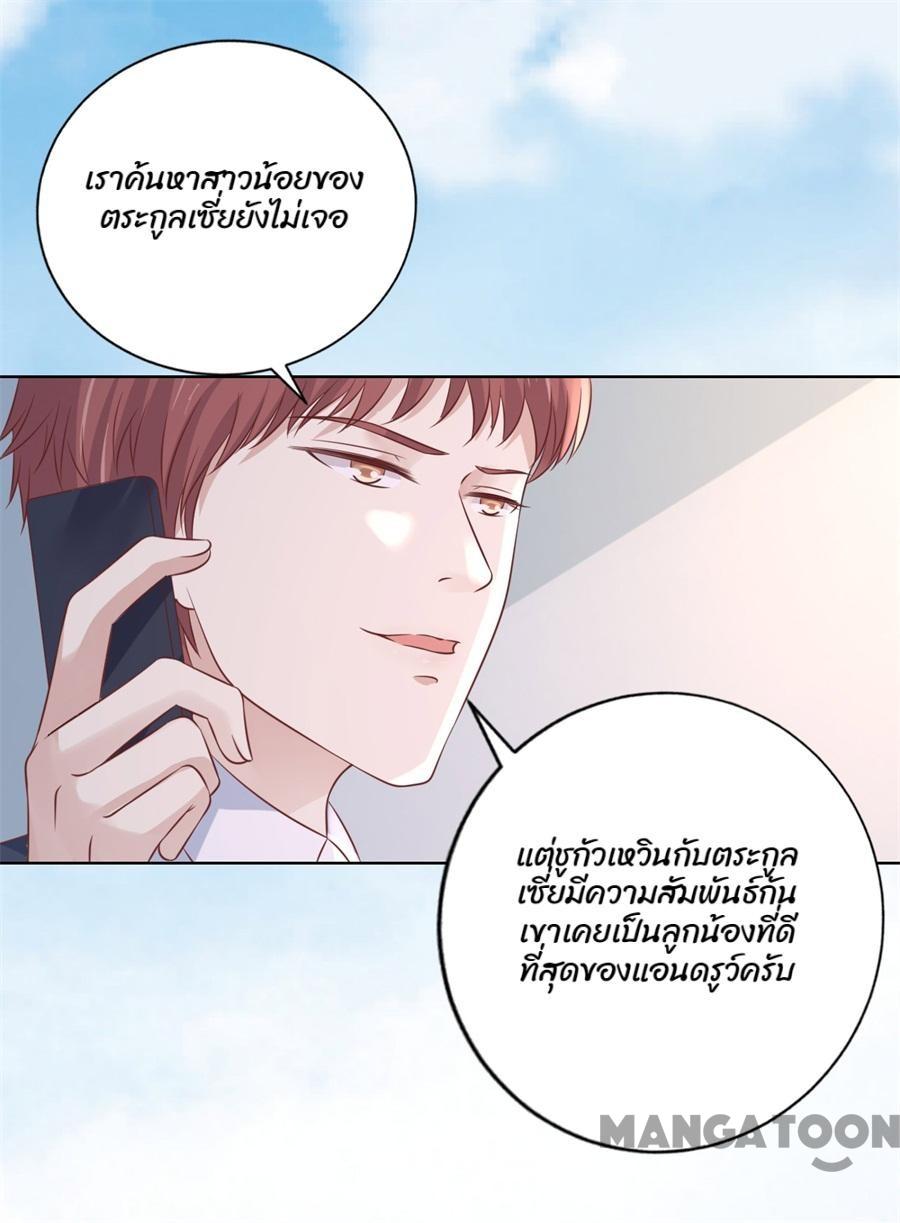 เราค้นหาสาวน้อยของ
ตระกูลเซี่ยยังไม่เจอ
แต่ชูกัวเหวินกับตระกูล
เซี่ยมีความสัมพันธ์กัน
เขาเคยเป็นลูกน้องที่ดี
ที่สุดของแอนดรูว์ครับ
MANGATOON